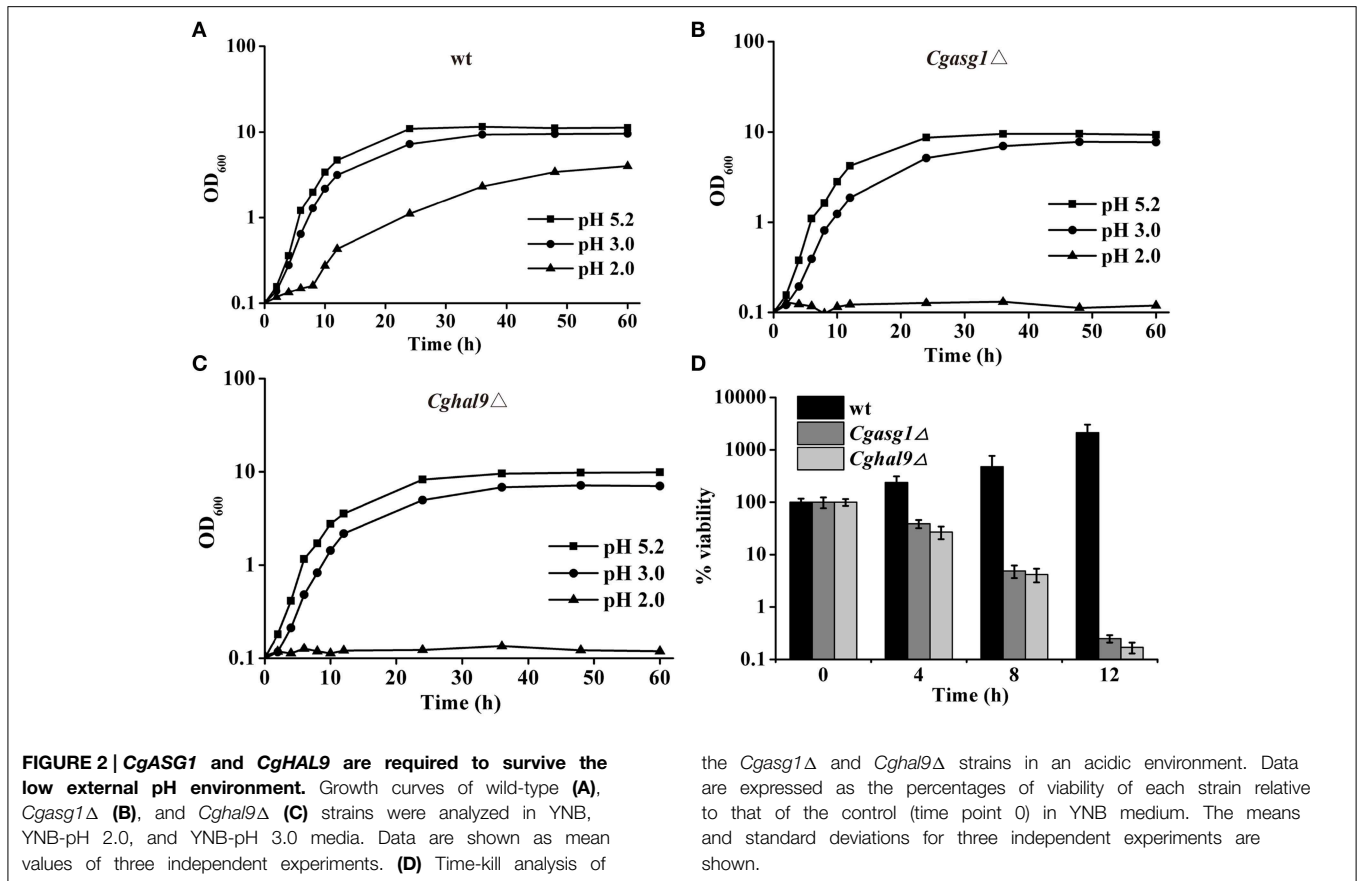 A
wt
100
10
1
0.1
OD600
pH 5.2
pH 3.0
pH 2.0
0 10 20 30 40 50 60
Time (h)
B
Cgasg1△
100
10
1
0.1
OD600
pH 5.2
pH 3.0
pH 2.0
0 10 20 30 40 50 60
Time (h)
C
Cghal9△
100
10
1
0.1
OD600
pH 5.2
pH 3.0
pH 2.0
0 10 20 30 40 50 60
Time (h)
D
wt
Cgasg1Δ
Cghal9Δ
10000
1000
100
10
1
0.1
% viability
0 4 8 12
Time (h)
FIGURE 2 | CgASG1 and CgHAL9 are required to survive the
low external pH environment. Growth curves of wild-type (A),
Cgasg1Δ (B), and Cghal9Δ (C) strains were analyzed in YNB,
YNB-pH 2.0, and YNB-pH 3.0 media. Data are shown as mean
values of three independent experiments. (D) Time-kill analysis of
the Cgasg1Δ and Cghal9Δ strains in an acidic environment. Data
are expressed as the percentages of viability of each strain relative
to that of the control (time point 0) in YNB medium. The means
and standard deviations for three independent experiments are
shown.